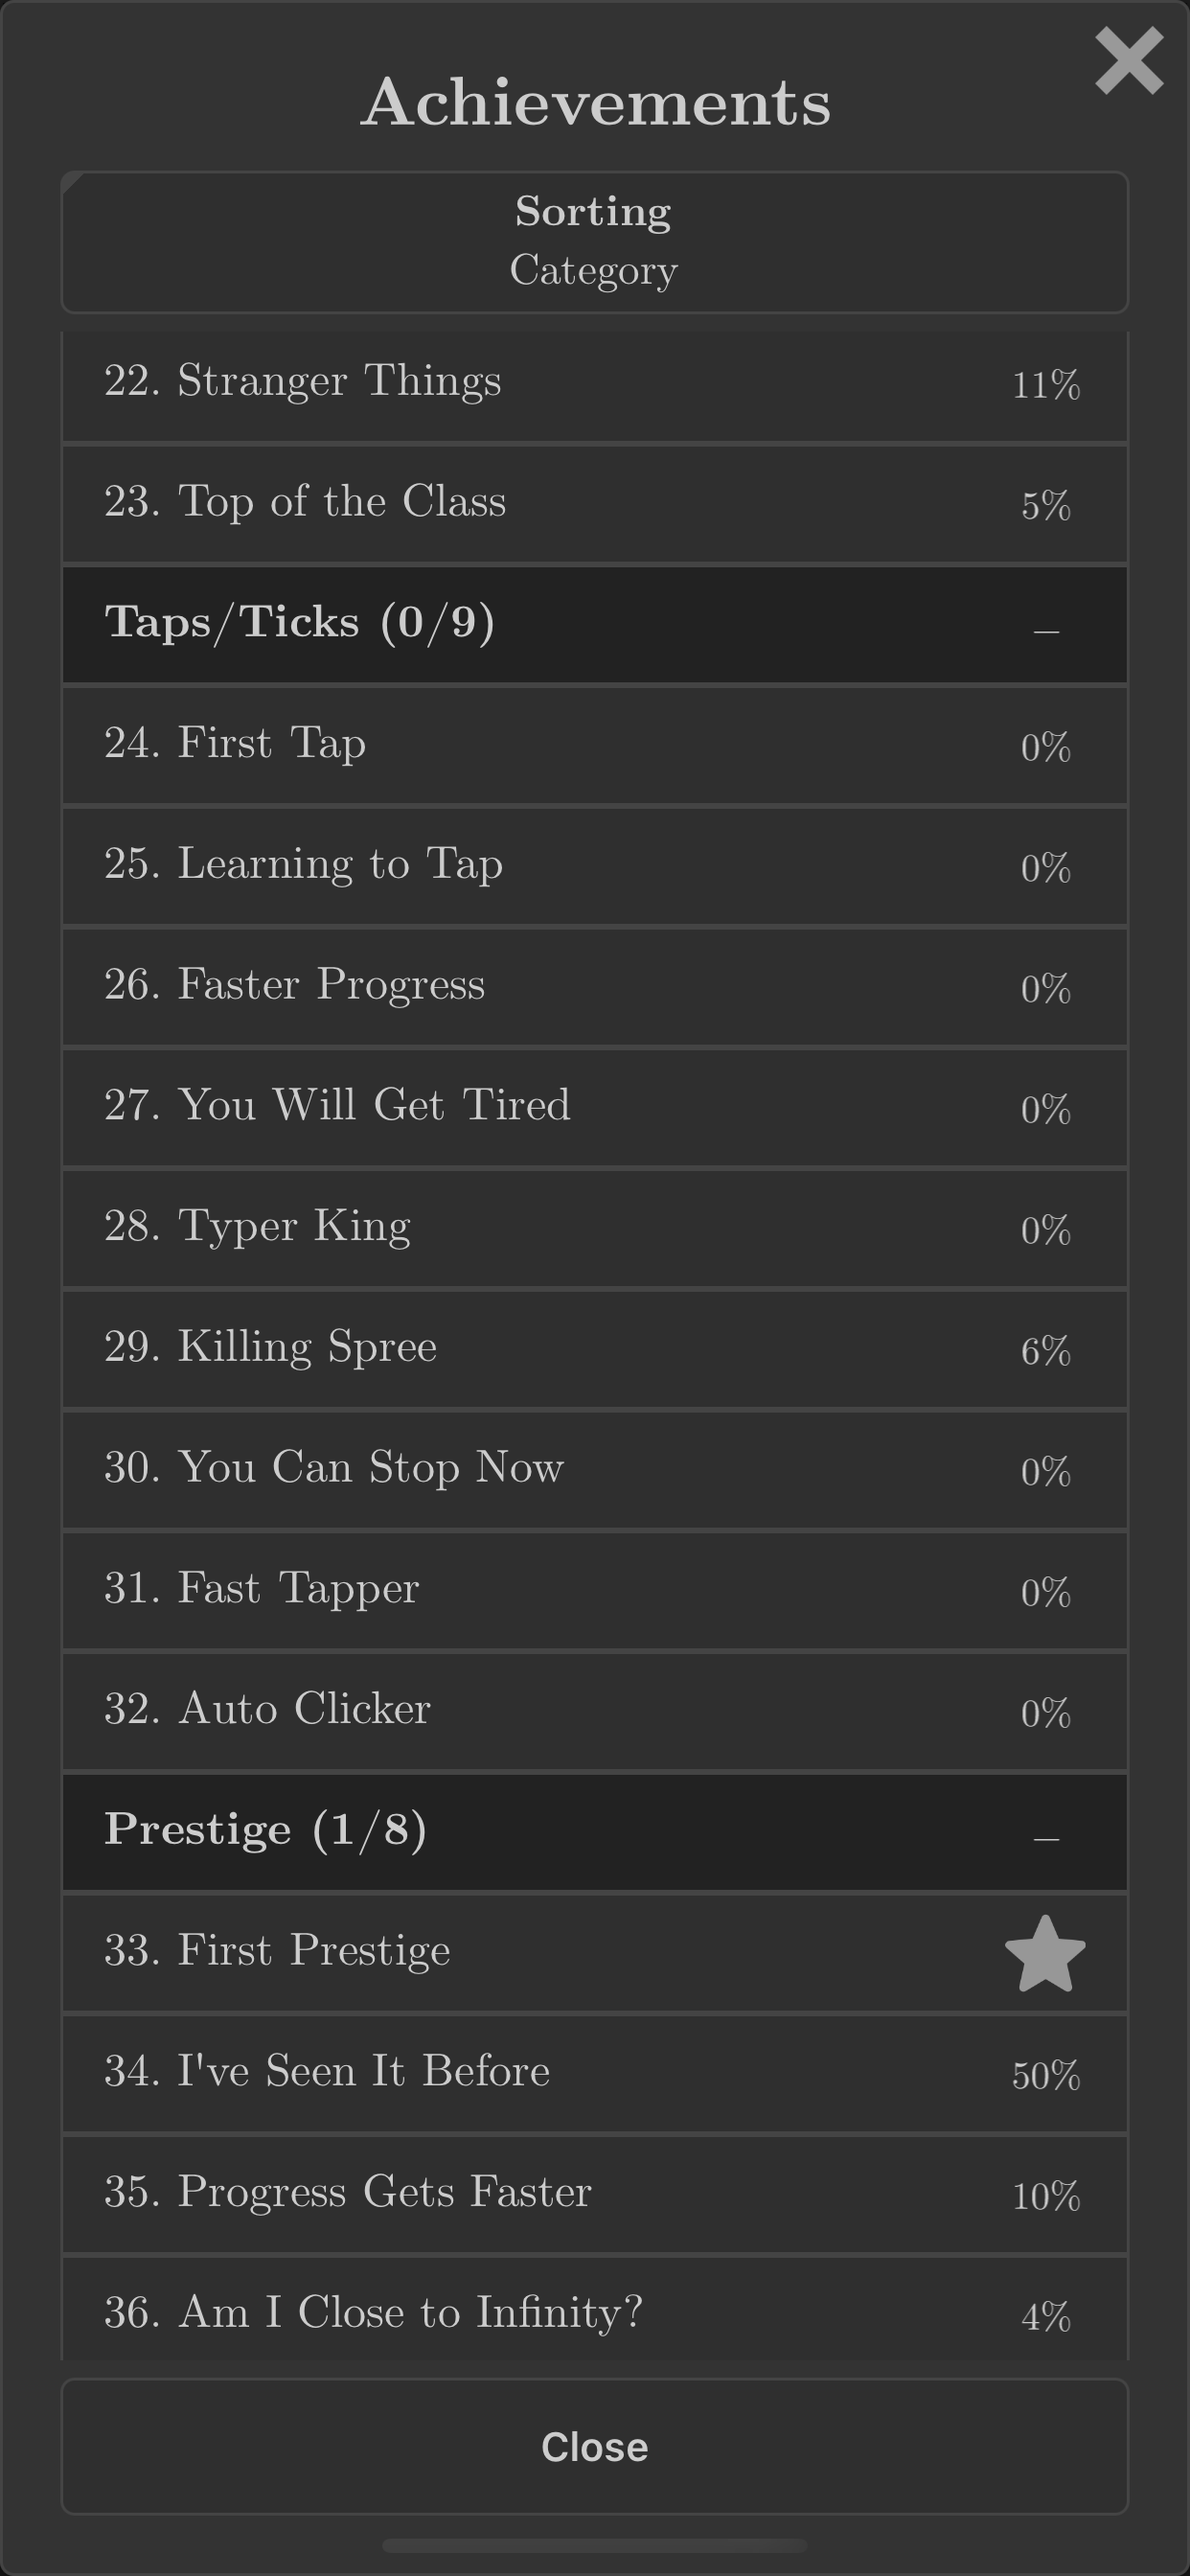 Achievements
Sorting
Category
22. Stranger Things 11%
23. Top of the Class 5%
Taps/Ticks (0/9) –
24. First Tap 0%
25. Learning to Tap 0%
26. Faster Progress 0%
27. You Will Get Tired 0%
28. Typer King 0%
29. Killing Spree 6%
30. You Can Stop Now 0%
31. Fast Tapper 0%
32. Auto Clicker 0%
Prestige (1/8) –
33. First Prestige
34. I've Seen It Before 50%
35. Progress Gets Faster 10%
36. Am I Close to Infinity? 4%
Close